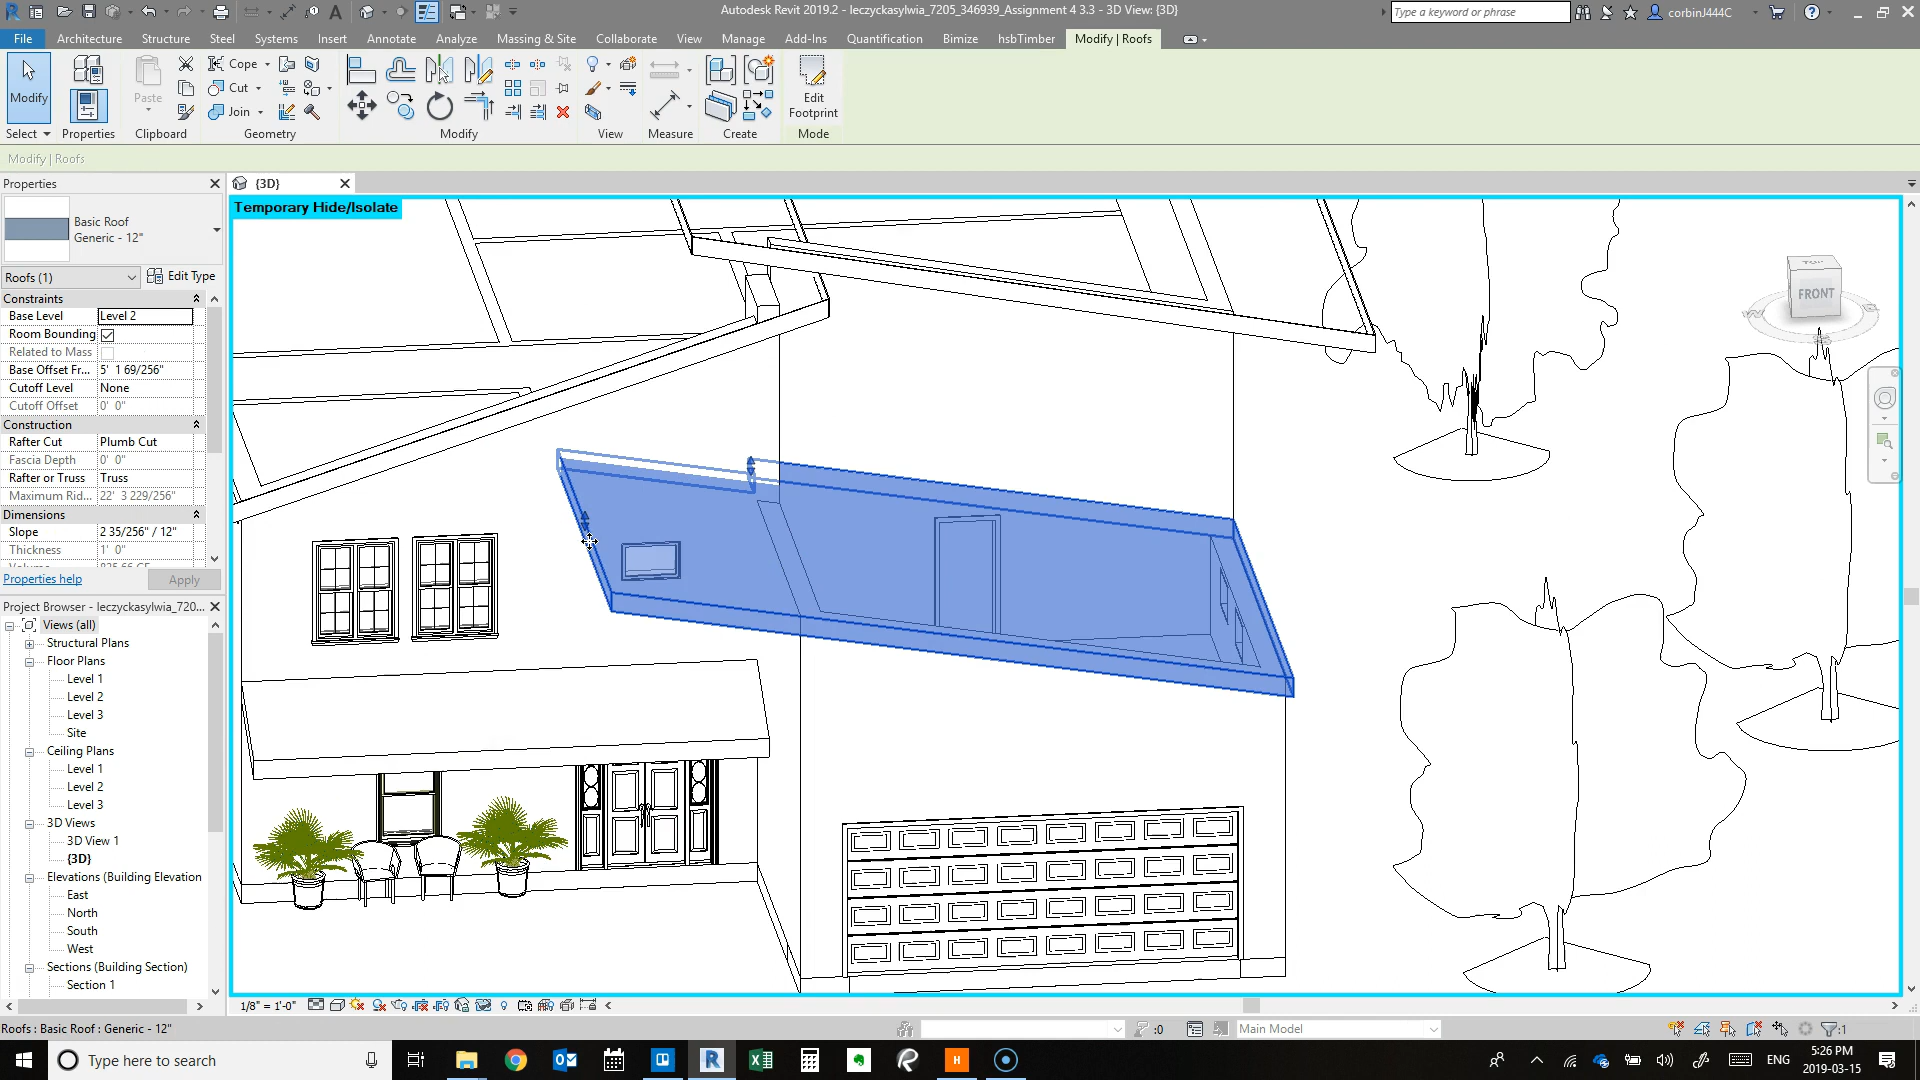 Autodesk Revit 2019.2 - leczyckasylwia_7205_346939_Assignment 4 3.3 - 3D View: {3D}
Type a keyword or phrase
corbinJ444C
File Architecture Structure Steel Systems Insert Annotate Analyze Massing & Site Collaborate View Manage Add-Ins Quantification Bimize hsbTimber Modify | Roofs
Modify
Paste
Cope
Cut
Join
Edit
Footprint
Select Properties Clipboard Geometry Modify View Measure Create Mode
Modify | Roofs
Properties
{3D}
Temporary Hide/Isolate
Basic Roof
Generic - 12"
Roofs (1)
Edit Type
Constraints
Base Level Level 2
Room Bounding
Related to Mass
Base Offset Fr... 5' 1 69/256"
Cutoff Level None
Cutoff Offset 0' 0"
Construction
Rafter Cut Plumb Cut
Fascia Depth 0' 0"
Rafter or Truss Truss
Maximum Rid... 22' 3 229/256"
Dimensions
Slope 2 35/256" / 12"
Thickness 1' 0"
Properties help
Apply
Project Browser - leczyckasylwia_720...
Views (all)
Structural Plans
Floor Plans
Level 1
Level 2
Level 3
Site
Ceiling Plans
Level 1
Level 2
Level 3
3D Views
3D View 1
{3D}
Elevations (Building Elevation
East
North
South
West
Sections (Building Section)
Section 1
FRONT
1/8" = 1'-0"
Roofs : Basic Roof : Generic - 12"
:0
Main Model
:1
Type here to search
ENG
5:26 PM
2019-03-15